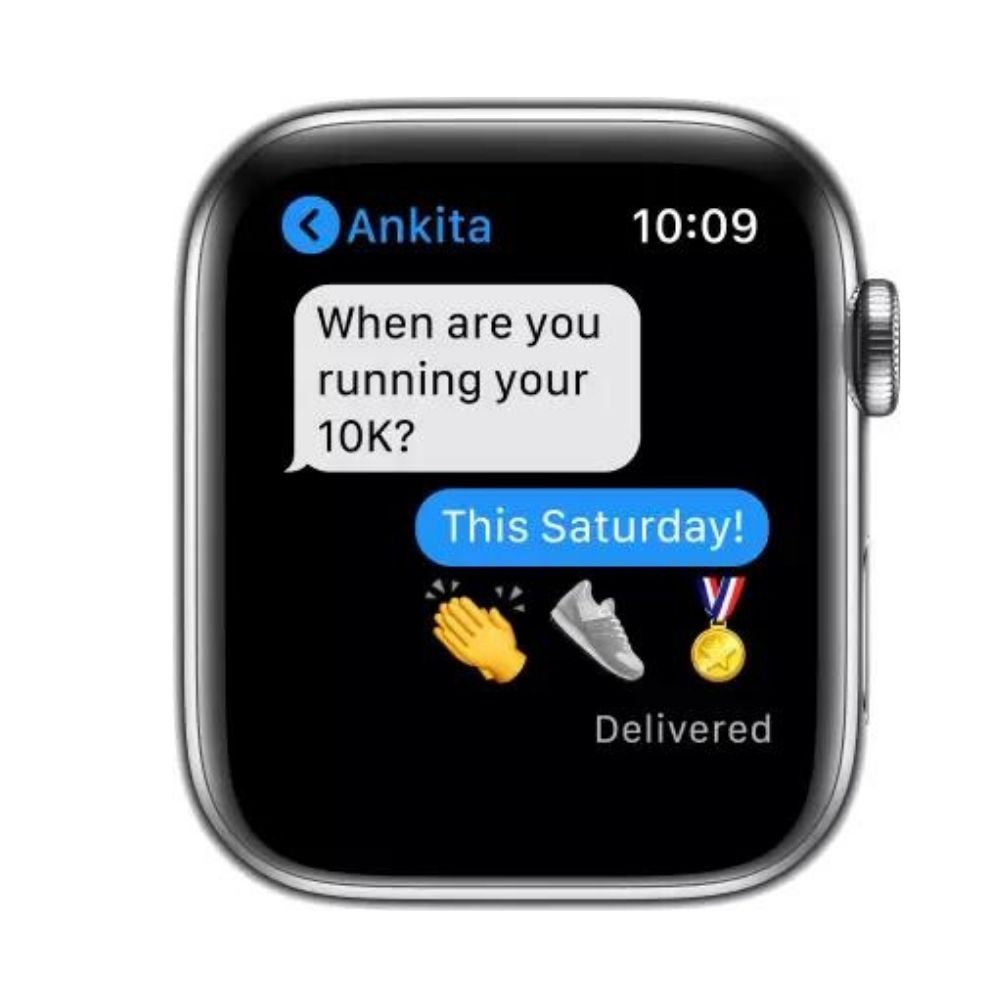 Ankita 10:09
When are you
running your
10K?
This Saturday!
👏 👟 🏅
Delivered